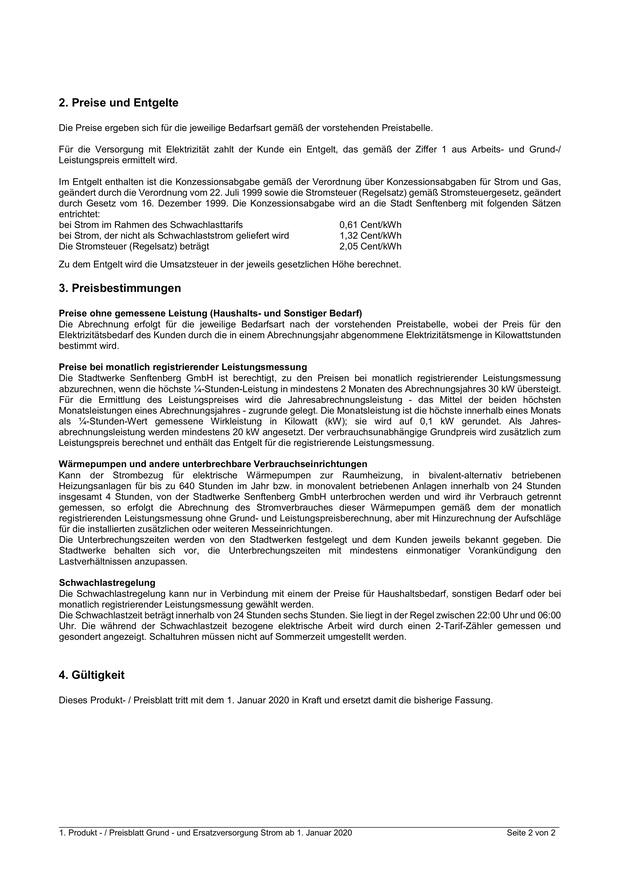 2. Preise und Entgelte
Die Preise ergeben sich für die jeweilige Bedarfsart gemäß der vorstehenden Preistabelle.
Für die Versorgung mit Elektrizität zahlt der Kunde ein Entgelt, das gemäß der Ziffer 1 aus Arbeits- und Grund-/
Leistungspreis ermittelt wird.
Im Entgelt enthalten ist die Konzessionsabgabe gemäß der Verordnung über Konzessionsabgaben für Strom und Gas,
geändert durch die Verordnung vom 22. Juli 1999 sowie die Stromsteuer (Regelsatz) gemäß Stromsteuergesetz, geändert
durch Gesetz vom 16. Dezember 1999. Die Konzessionsabgabe wird an die Stadt Senftenberg mit folgenden Sätzen
entrichtet:
bei Strom im Rahmen des Schwachlasttarifs 0,61 Cent/kWh
bei Strom, der nicht als Schwachlaststrom geliefert wird 1,32 Cent/kWh
Die Stromsteuer (Regelsatz) beträgt 2,05 Cent/kWh
Zu dem Entgelt wird die Umsatzsteuer in der jeweils gesetzlichen Höhe berechnet.
3. Preisbestimmungen
Preise ohne gemessene Leistung (Haushalts- und Sonstiger Bedarf)
Die Abrechnung erfolgt für die jeweilige Bedarfsart nach der vorstehenden Preistabelle, wobei der Preis für den
Elektrizitätsbedarf des Kunden durch die in einem Abrechnungsjahr abgenommene Elektrizitätsmenge in Kilowattstunden
bestimmt wird.
Preise bei monatlich registrierender Leistungsmessung
Die Stadtwerke Senftenberg GmbH ist berechtigt, zu den Preisen bei monatlich registrierender Leistungsmessung
abzurechnen, wenn die höchste ¼-Stunden-Leistung in mindestens 2 Monaten des Abrechnungsjahres 30 kW übersteigt.
Für die Ermittlung des Leistungspreises wird die Jahresabrechnungsleistung - das Mittel der beiden höchsten
Monatsleistungen eines Abrechnungsjahres - zugrunde gelegt. Die Monatsleistung ist die höchste innerhalb eines Monats
als ¼-Stunden-Wert gemessene Wirkleistung in Kilowatt (kW); sie wird auf 0,1 kW gerundet. Als Jahres-
abrechnungsleistung werden mindestens 20 kW angesetzt. Der verbrauchsunabhängige Grundpreis wird zusätzlich zum
Leistungspreis berechnet und enthält das Entgelt für die registrierende Leistungsmessung.
Wärmepumpen und andere unterbrechbare Verbrauchseinrichtungen
Kann der Strombezug für elektrische Wärmepumpen zur Raumheizung, in bivalent-alternativ betriebenen
Heizungsanlagen für bis zu 640 Stunden im Jahr bzw. in monovalent betriebenen Anlagen innerhalb von 24 Stunden
insgesamt 4 Stunden, von der Stadtwerke Senftenberg GmbH unterbrochen werden und wird ihr Verbrauch getrennt
gemessen, so erfolgt die Abrechnung des Stromverbrauches dieser Wärmepumpen gemäß dem der monatlich
registrierenden Leistungsmessung ohne Grund- und Leistungspreisberechnung, aber mit Hinzurechnung der Aufschläge
für die installierten zusätzlichen oder weiteren Messeinrichtungen.
Die Unterbrechungszeiten werden von den Stadtwerken festgelegt und dem Kunden jeweils bekannt gegeben. Die
Stadtwerke behalten sich vor, die Unterbrechungszeiten mit mindestens einmonatiger Vorankündigung den
Lastverhältnissen anzupassen.
Schwachlastregelung
Die Schwachlastregelung kann nur in Verbindung mit einem der Preise für Haushaltsbedarf, sonstigen Bedarf oder bei
monatlich registrierender Leistungsmessung gewählt werden.
Die Schwachlastzeit beträgt innerhalb von 24 Stunden sechs Stunden. Sie liegt in der Regel zwischen 22:00 Uhr und 06:00
Uhr. Die während der Schwachlastzeit bezogene elektrische Arbeit wird durch einen 2-Tarif-Zähler gemessen und
gesondert angezeigt. Schaltuhren müssen nicht auf Sommerzeit umgestellt werden.
4. Gültigkeit
Dieses Produkt- / Preisblatt tritt mit dem 1. Januar 2020 in Kraft und ersetzt damit die bisherige Fassung.
1. Produkt - / Preisblatt Grund - und Ersatzversorgung Strom ab 1. Januar 2020 Seite 2 von 2